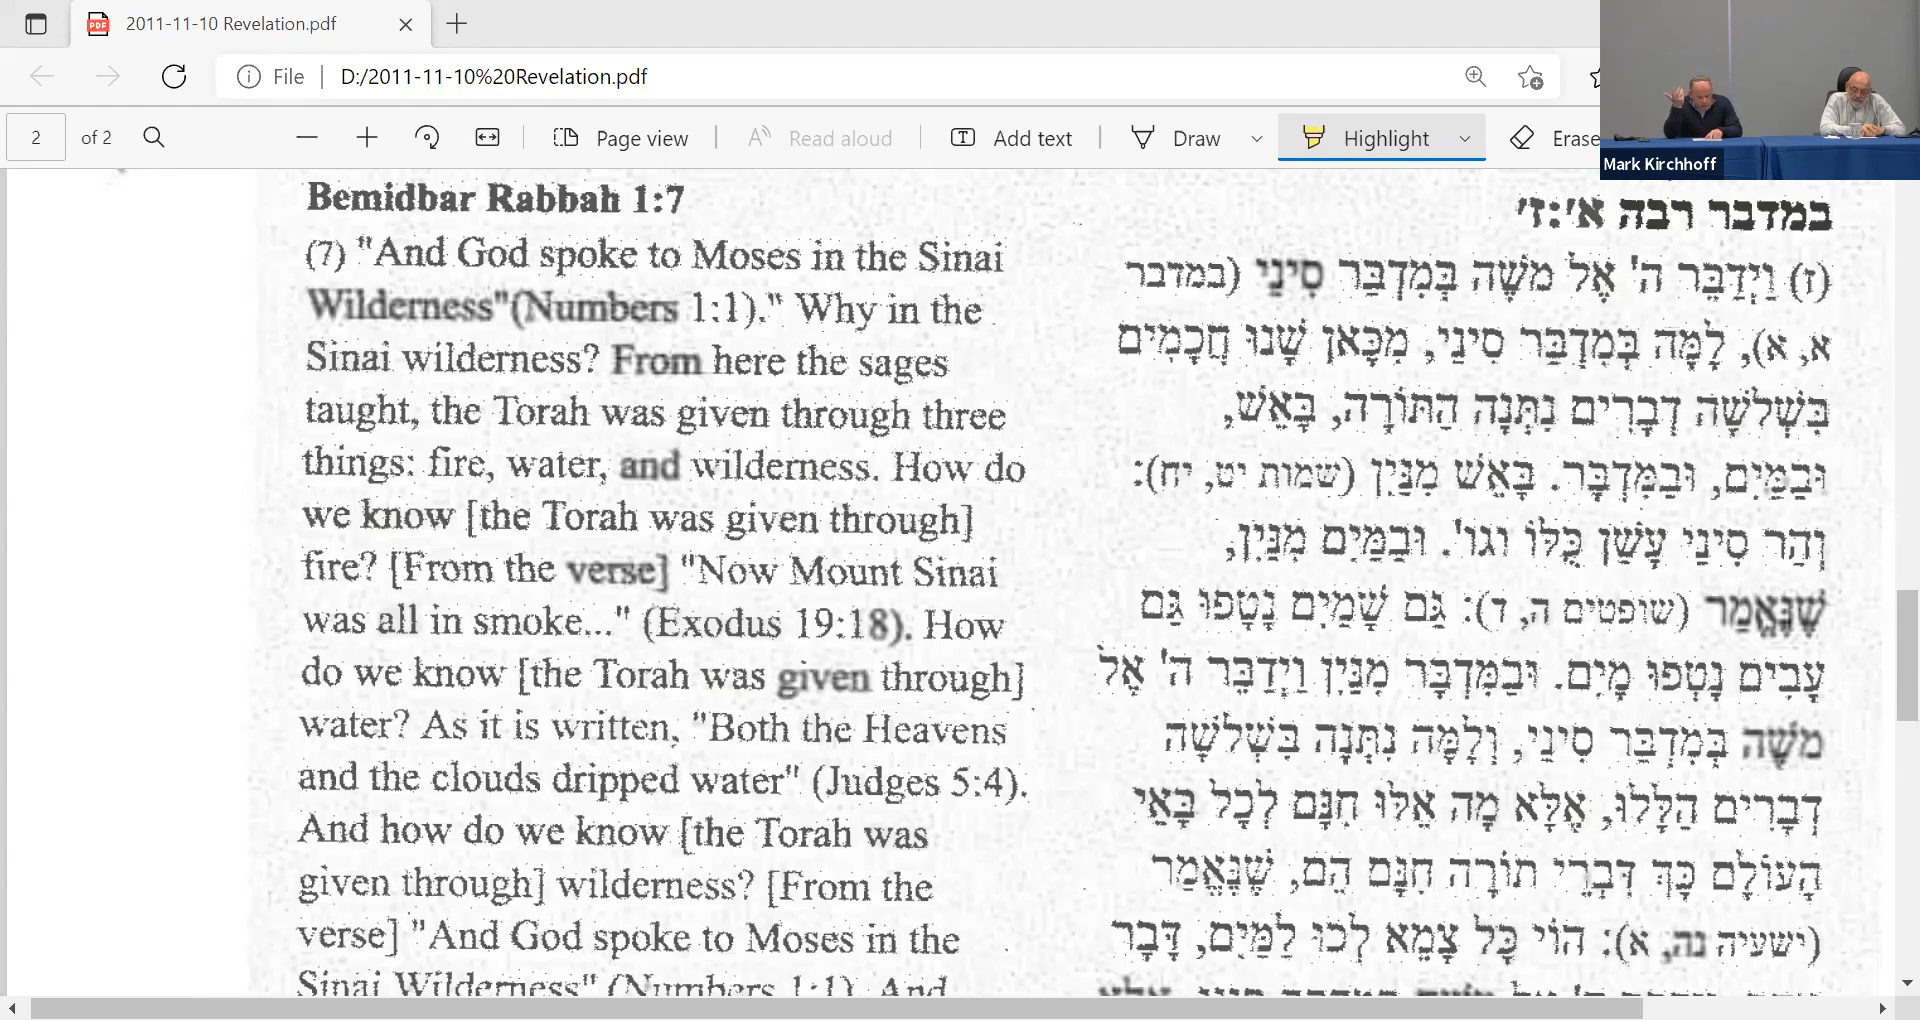 2011-11-10 Revelation.pdf
File
D:/2011-11-10%20Revelation.pdf
2 of 2
Page view
Read aloud
Add text
Draw
Highlight
Erase
Mark Kirchhoff
Bemidbar Rabbah 1:7
(7) "And God spoke to Moses in the Sinai
Wilderness"(Numbers 1:1)." Why in the
Sinai wilderness? From here the sages
taught, the Torah was given through three
things: fire, water, and wilderness. How do
we know [the Torah was given through]
fire? [From the verse] "Now Mount Sinai
was all in smoke..." (Exodus 19:18). How
do we know [the Torah was given through]
water? As it is written, "Both the Heavens
and the clouds dripped water" (Judges 5:4).
And how do we know [the Torah was
given through] wilderness? [From the
verse] "And God spoke to Moses in the
Sinai Wilderness" (Numbers 1:1). And
במדבר רבה א׳:ז׳
(ז) וַיְדַבֵּר ה' אֶל משֶׁה בְּמִדְבַּר סִינַי (במדבר
א, א), לָמָּה בְּמִדְבַּר סִינַי, מִכָּאן שָׁנוּ חֲכָמִים
בִּשְׁלשָׁה דְבָרִים נִתְּנָה הַתּוֹרָה, בָּאֵשׁ,
וּבַמַּיִם, וּבַמִּדְבָּר. בָּאֵשׁ מִנַּיִן (שמות יט, יח):
וְהַר סִינַי עָשַׁן כֻּלּוֹ וגו'. וּבַמַּיִם מִנַּיִן,
שֶׁנֶּאֱמַר (שופטים ה, ד): גַּם שָׁמַיִם נָטָפוּ גַּם
עָבִים נָטְפוּ מָיִם. וּבַמִּדְבָּר מִנַּיִן וַיְדַבֵּר ה' אֶל
משֶׁה בְּמִדְבַּר סִינַי, וְלָמָּה נִתְּנָה בִּשְׁלשָׁה
דְּבָרִים הַלָּלוּ, אֶלָּא מָה אֵלּוּ חִנָּם לְכָל בָּאֵי
הָעוֹלָם כָּךְ דִּבְרֵי תוֹרָה חִנָּם הֵם, שֶׁנֶּאֱמַר
(ישעיה נה, א): הוֹי כָּל צָמֵא לְכוּ לַמַּיִם, דָּבָר